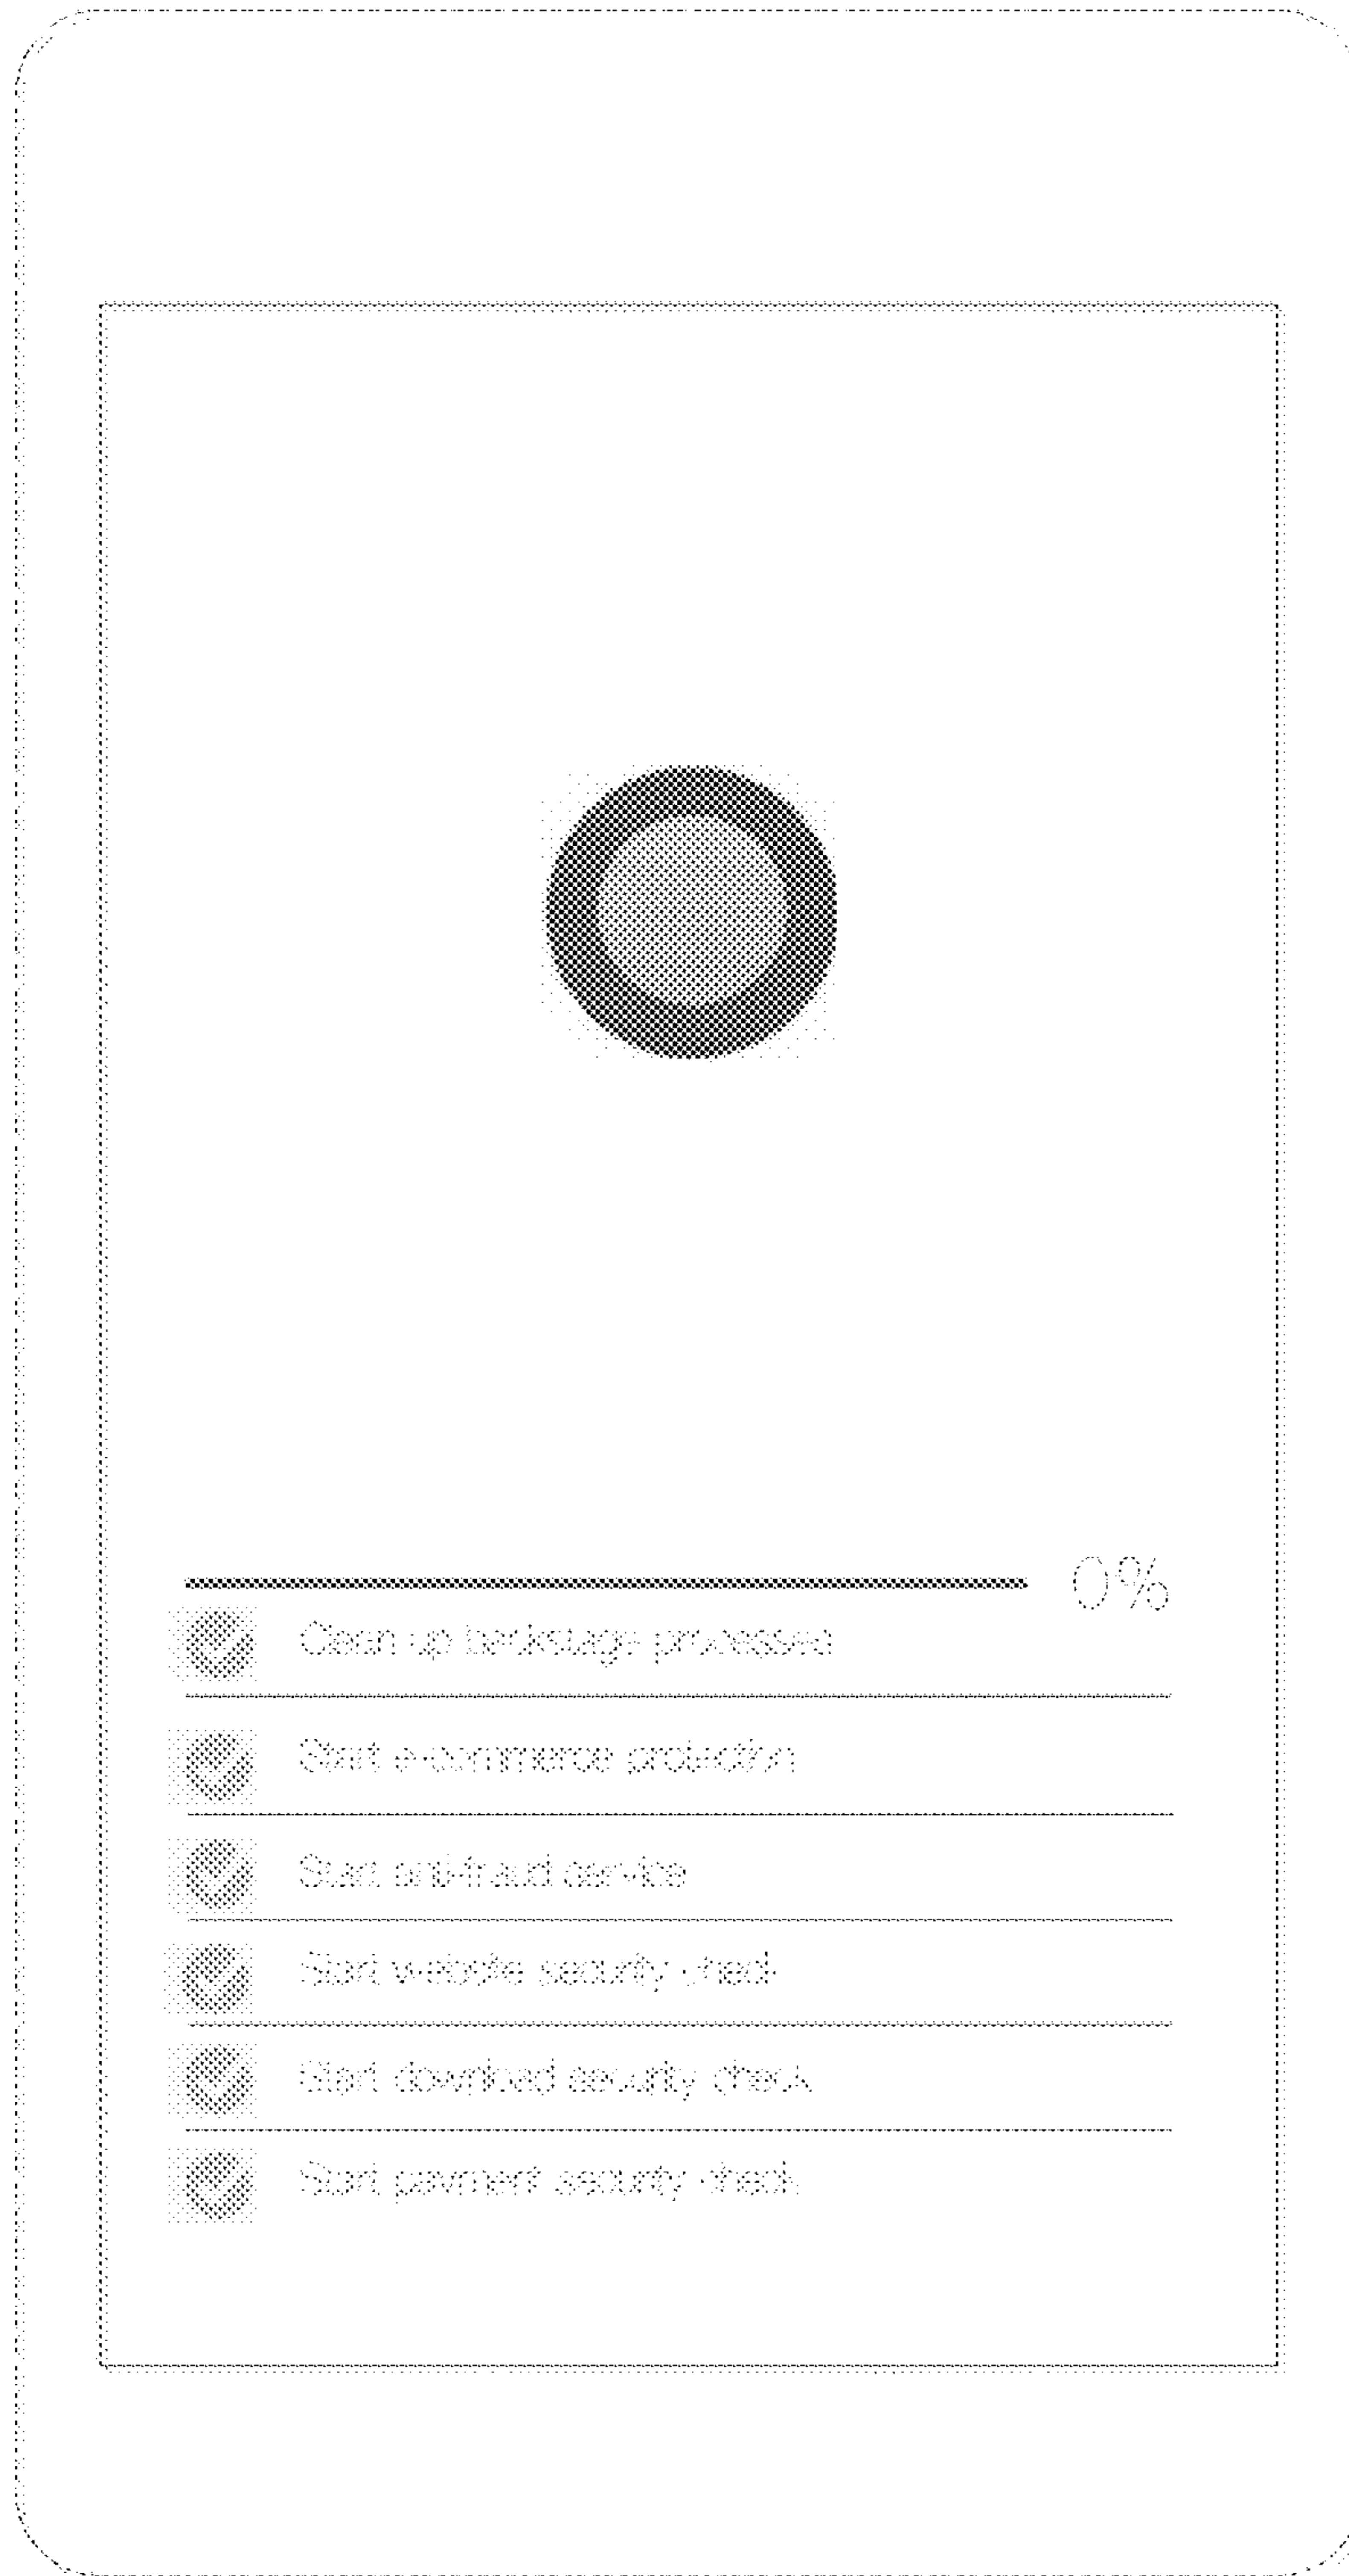 0%
Clean up backstage processes
Start e-commerce protection
Start anti-fraud service
Start website security check
Start download security check
Start payment security check